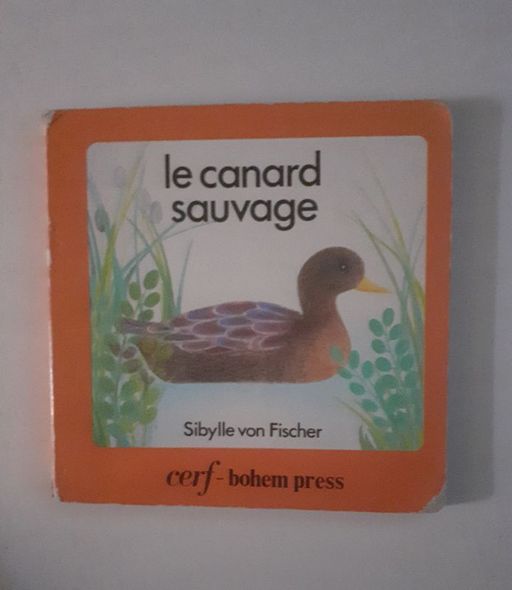 le canard
sauvage
Sibylle von Fischer
cerf - bohem press